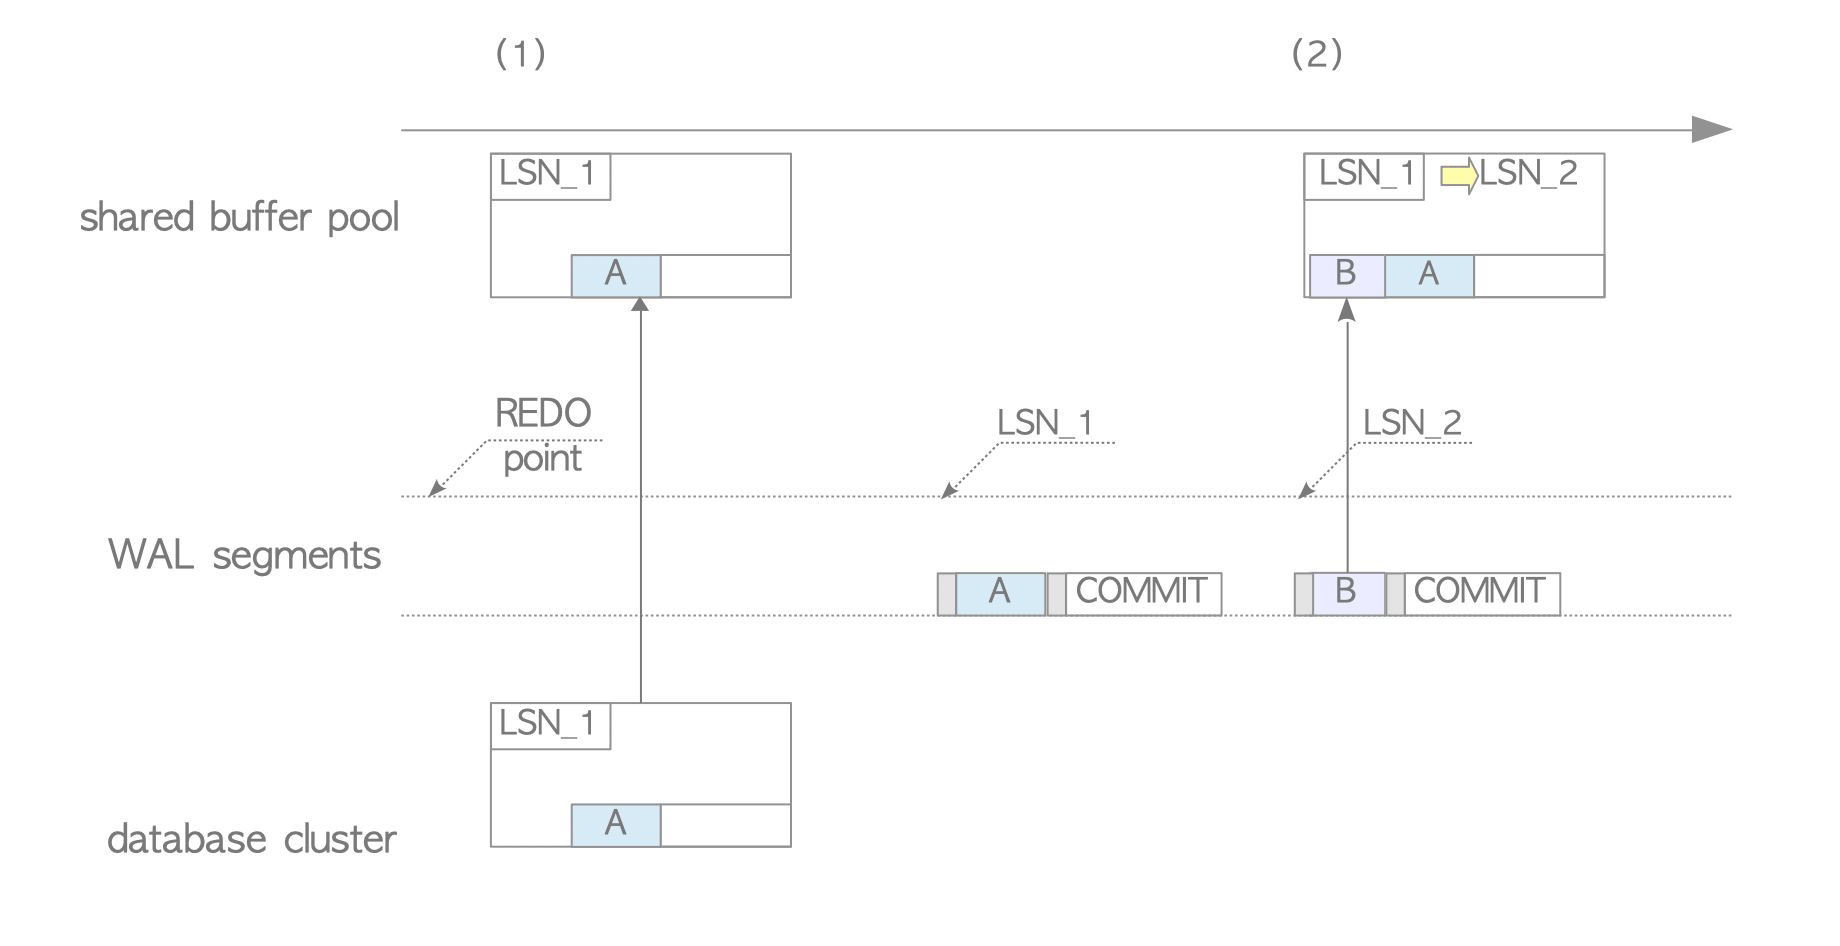 (1)
(2)
LSN_1
LSN_1
LSN_2
shared buffer pool
A
B
A
REDO
point
LSN_1
LSN_2
WAL segments
A
COMMIT
B
COMMIT
LSN_1
A
database cluster